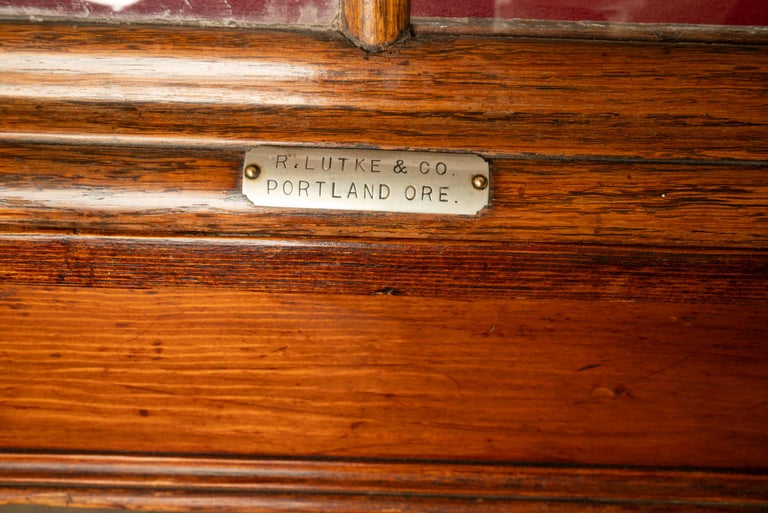 R. LUTKE & CO.
PORTLAND ORE.